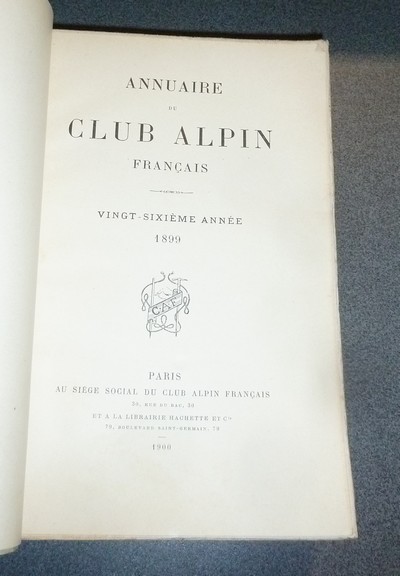 ANNUAIRE
DU
CLUB ALPIN
FRANÇAIS
VINGT-SIXIÈME ANNÉE
1899
C.A.F.
PARIS
AU SIÈGE SOCIAL DU CLUB ALPIN FRANÇAIS
30, RUE DU BAC, 30
ET A LA LIBRAIRIE HACHETTE ET Cie
79, BOULEVARD SAINT-GERMAIN, 79
1900